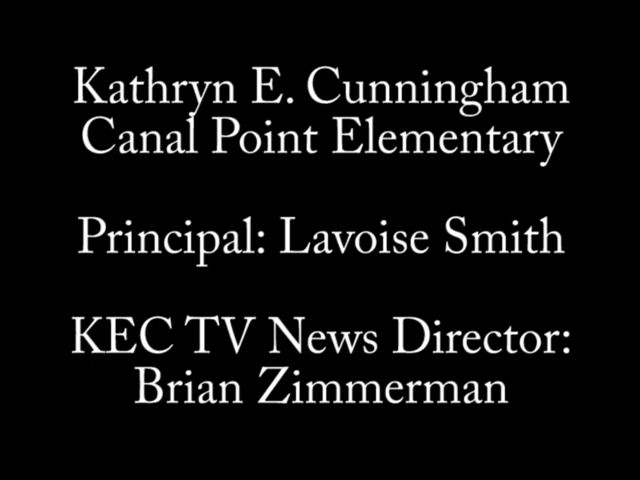 Kathryn E. Cunningham
Canal Point Elementary
Principal: Lavoise Smith
KEC TV News Director:
Brian Zimmerman